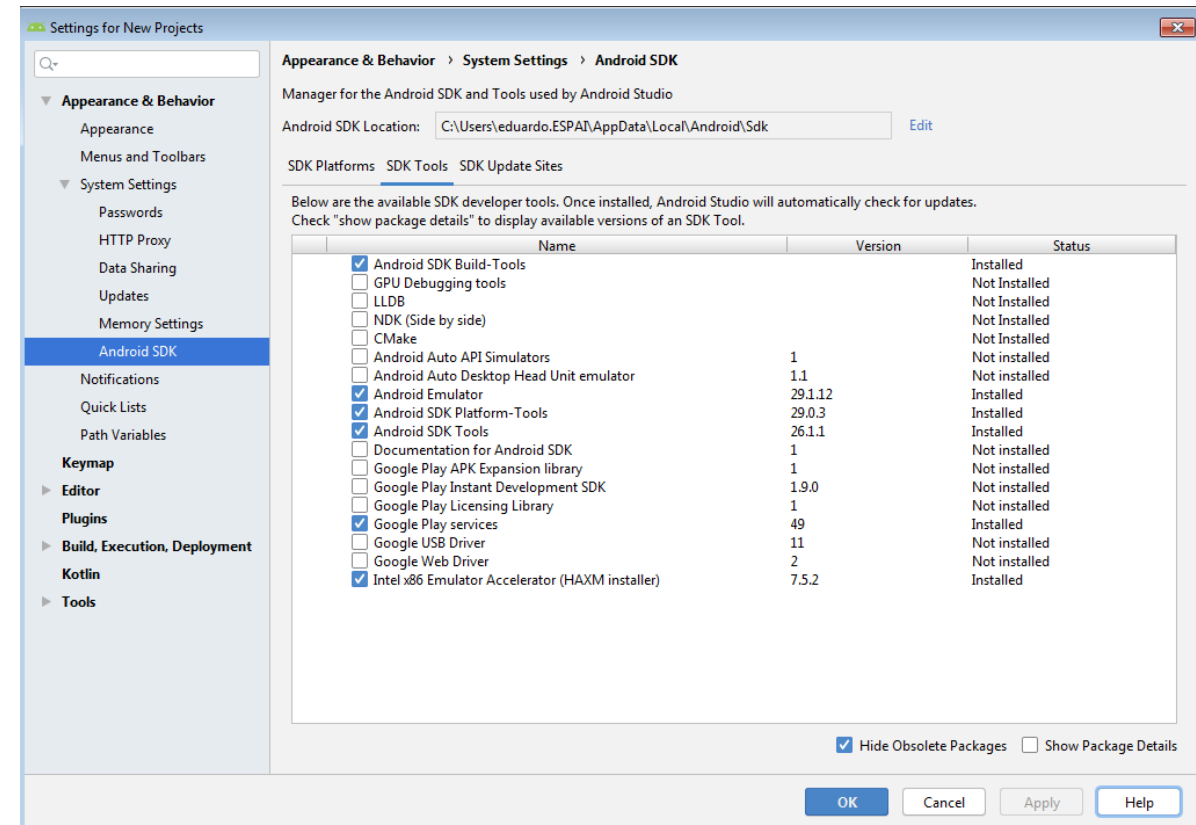 Settings for New Projects
Appearance & Behavior
Appearance
Menus and Toolbars
System Settings
Passwords
HTTP Proxy
Data Sharing
Updates
Memory Settings
Android SDK
Notifications
Quick Lists
Path Variables
Keymap
Editor
Plugins
Build, Execution, Deployment
Kotlin
Tools
Appearance & Behavior › System Settings › Android SDK
Manager for the Android SDK and Tools used by Android Studio
Android SDK Location: C:\Users\eduardo.ESPAI\AppData\Local\Android\Sdk Edit
SDK Platforms SDK Tools SDK Update Sites
Below are the available SDK developer tools. Once installed, Android Studio will automatically check for updates.
Check "show package details" to display available versions of an SDK Tool.
Name Version Status
Android SDK Build-Tools Installed
GPU Debugging tools Not Installed
LLDB Not Installed
NDK (Side by side) Not Installed
CMake Not Installed
Android Auto API Simulators 1 Not installed
Android Auto Desktop Head Unit emulator 1.1 Not installed
Android Emulator 29.1.12 Installed
Android SDK Platform-Tools 29.0.3 Installed
Android SDK Tools 26.1.1 Installed
Documentation for Android SDK 1 Not installed
Google Play APK Expansion library 1 Not installed
Google Play Instant Development SDK 1.9.0 Not installed
Google Play Licensing Library 1 Not installed
Google Play services 49 Installed
Google USB Driver 11 Not installed
Google Web Driver 2 Not installed
Intel x86 Emulator Accelerator (HAXM installer) 7.5.2 Installed
Hide Obsolete Packages Show Package Details
OK Cancel Apply Help